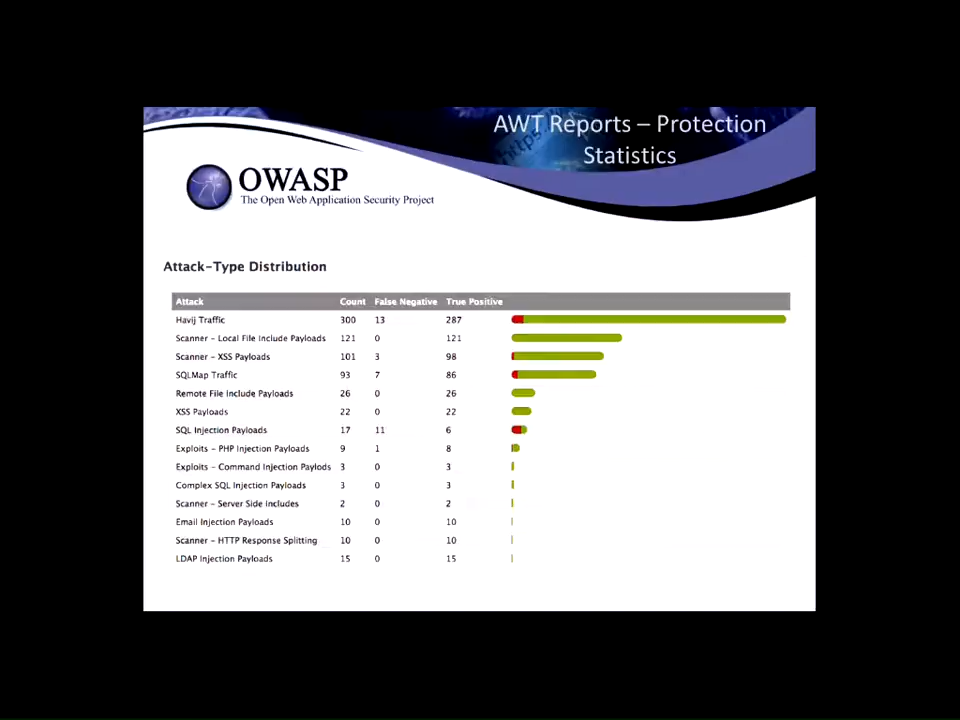 AWT Reports – Protection
Statistics
https
OWASP
The Open Web Application Security Project
Attack-Type Distribution
Attack Count False Negative True Positive
Havij Traffic 300 13 287
Scanner - Local File Include Payloads 121 0 121
Scanner - XSS Payloads 101 3 98
SQLMap Traffic 93 7 86
Remote File Include Payloads 26 0 26
XSS Payloads 22 0 22
SQL Injection Payloads 17 11 6
Exploits - PHP Injection Payloads 9 1 8
Exploits - Command Injection Paylods 3 0 3
Complex SQL Injection Payloads 3 0 3
Scanner - Server Side Includes 2 0 2
Email Injection Payloads 10 0 10
Scanner - HTTP Response Splitting 10 0 10
LDAP Injection Payloads 15 0 15